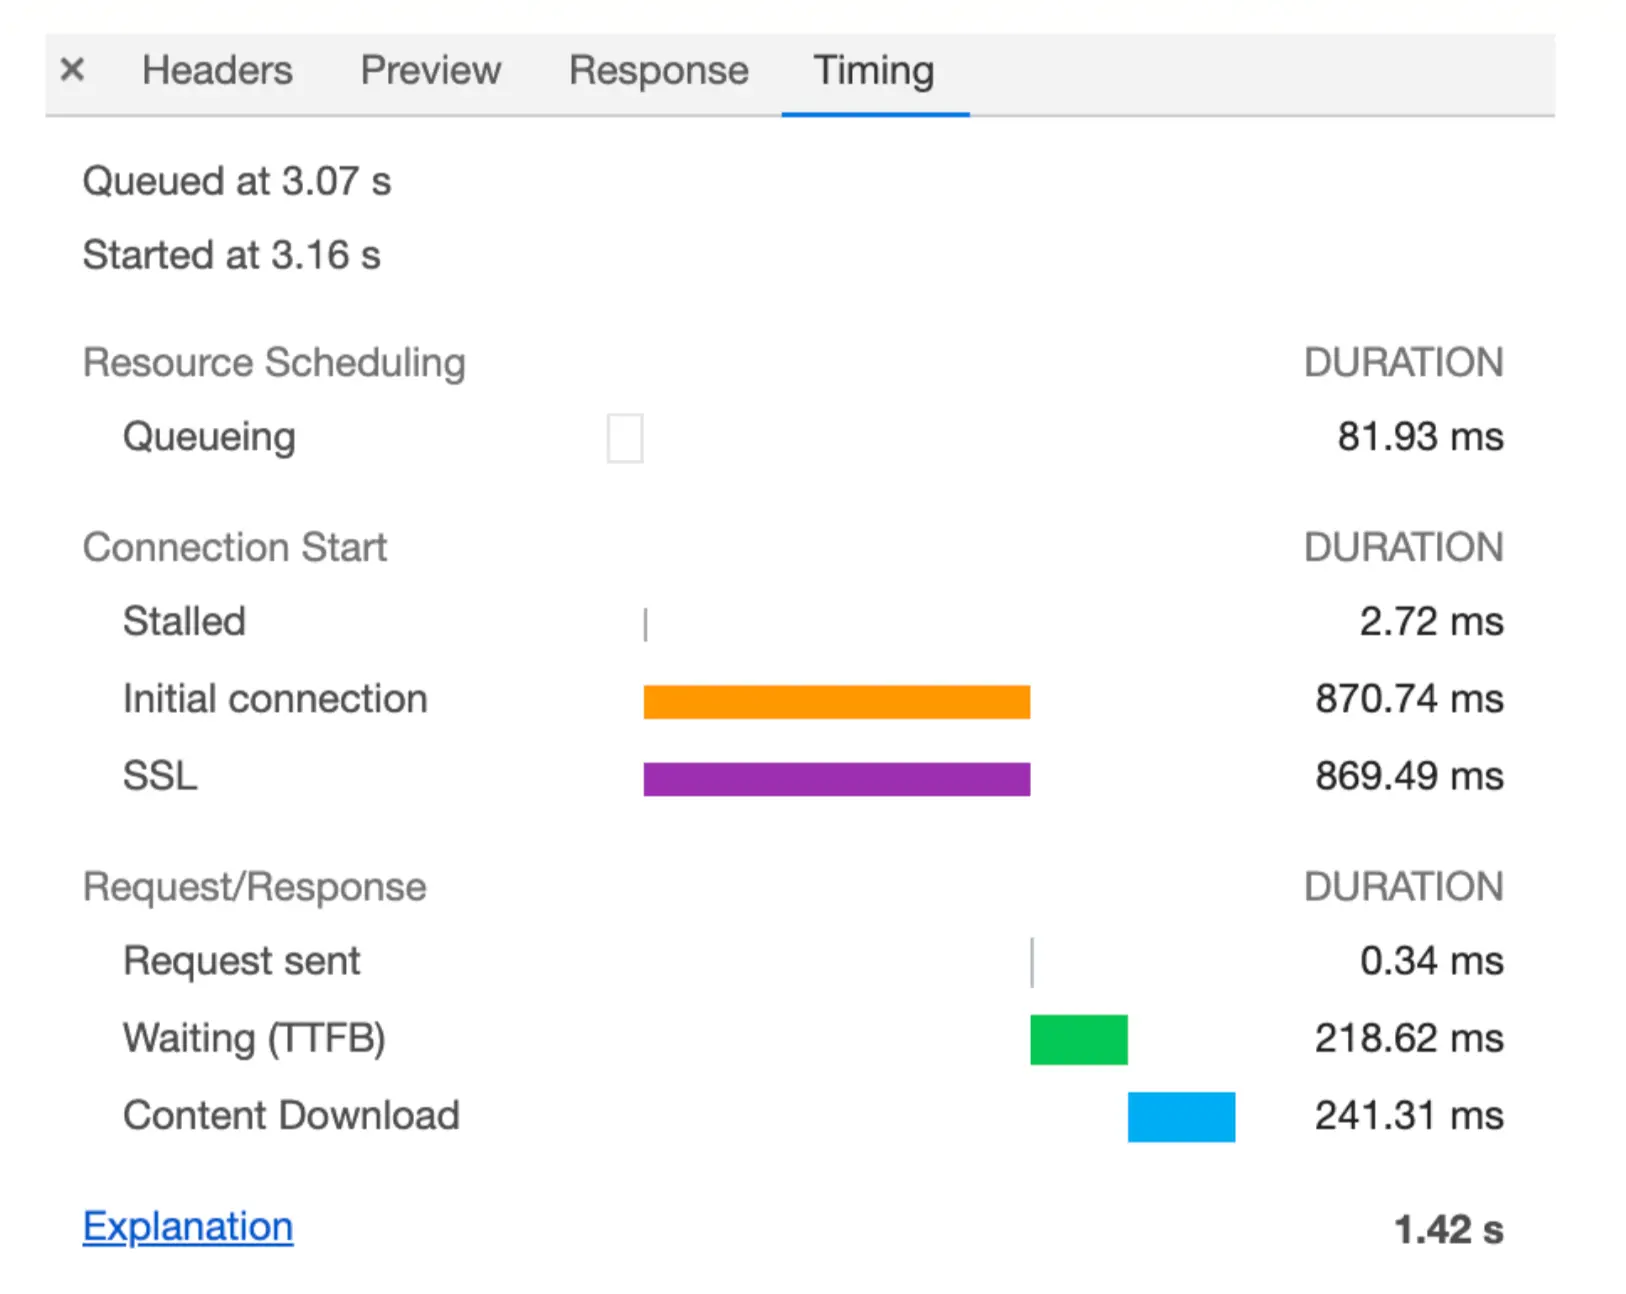 × Headers Preview Response Timing
Queued at 3.07 s
Started at 3.16 s
Resource Scheduling DURATION
Queueing 81.93 ms
Connection Start DURATION
Stalled 2.72 ms
Initial connection 870.74 ms
SSL 869.49 ms
Request/Response DURATION
Request sent 0.34 ms
Waiting (TTFB) 218.62 ms
Content Download 241.31 ms
Explanation 1.42 s